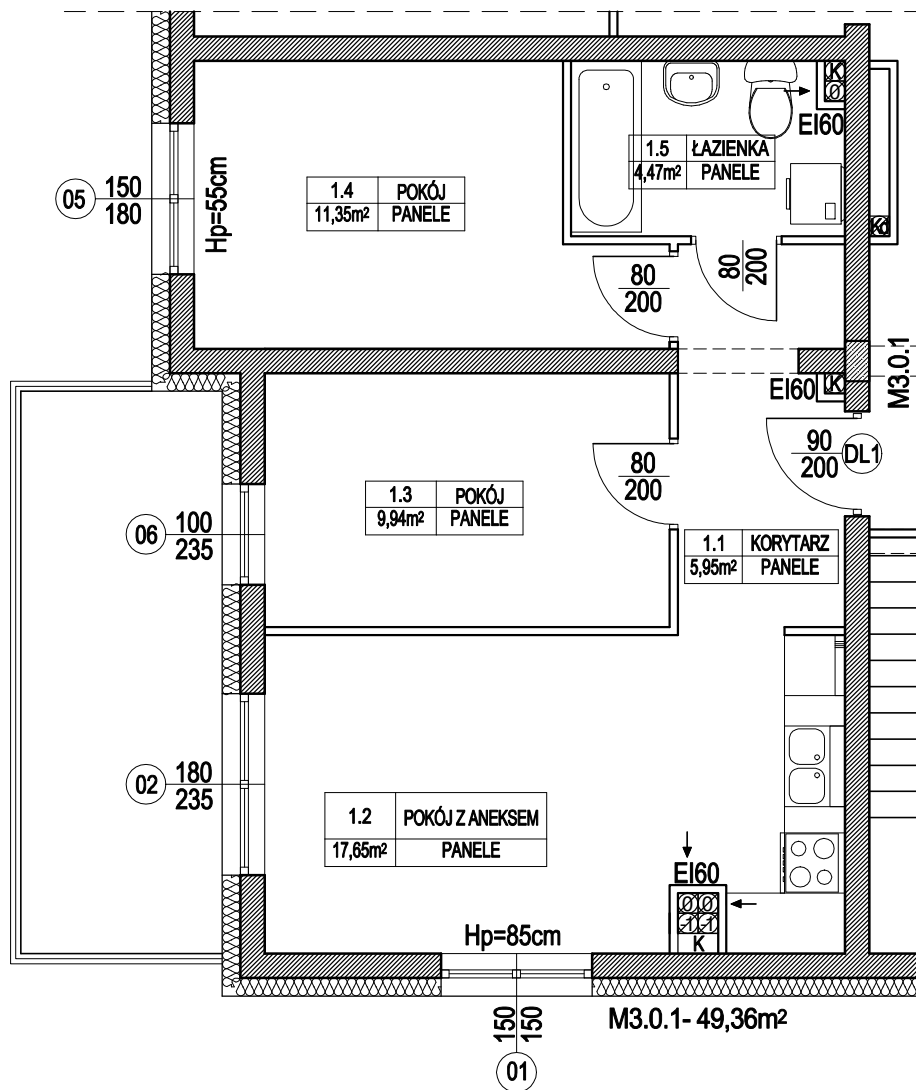 K
0
EI60
1.5 ŁAZIENKA
4,47m² PANELE
Kd
05
150
180
Hp=55cm
1.4 POKÓJ
11,35m² PANELE
80
200
80
200
M3.0.1
EI60
K
90
200
DL1
80
200
1.3 POKÓJ
9,94m² PANELE
06
100
235
1.1 KORYTARZ
5,95m² PANELE
02
180
235
1.2 POKÓJ Z ANEKSEM
17,65m² PANELE
EI60
0 0
-1 -1
K
Hp=85cm
150
150
01
M3.0.1- 49,36m²